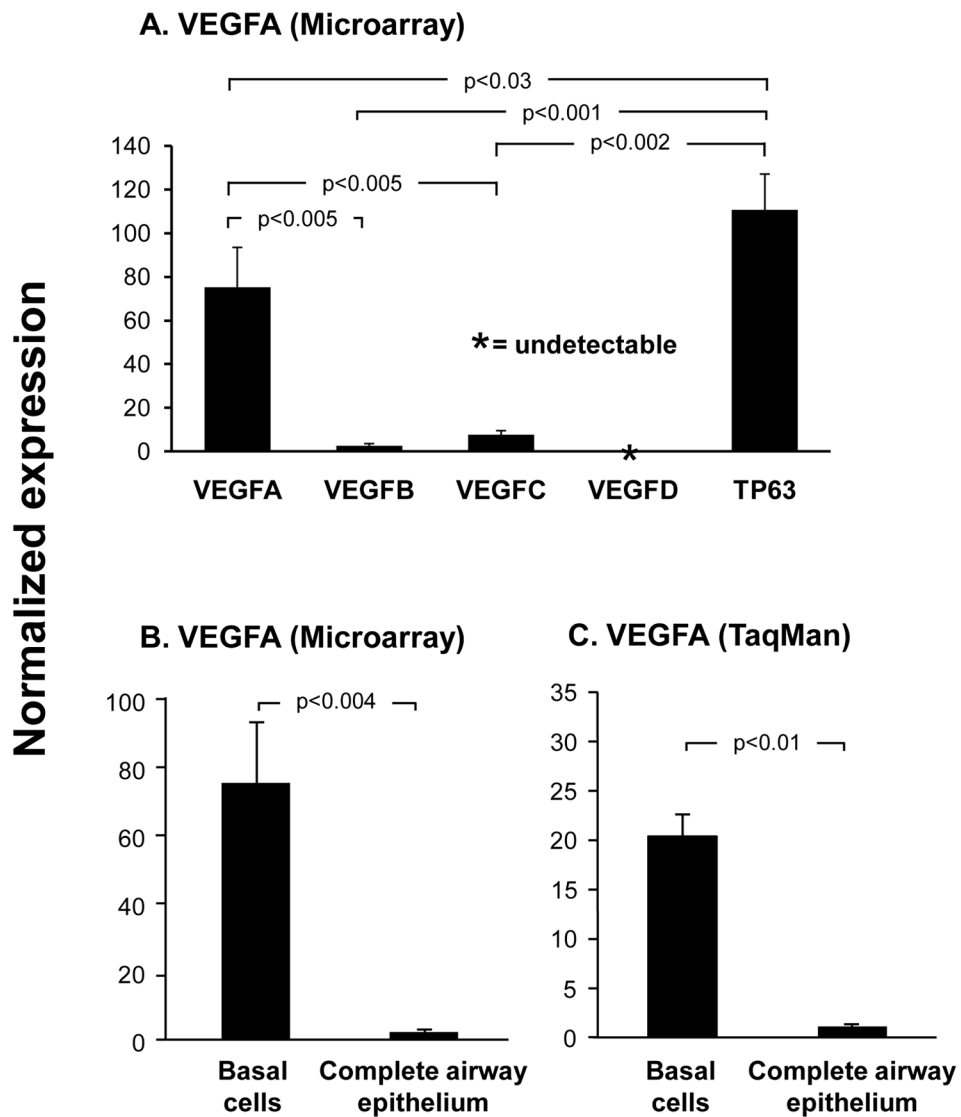 A. VEGFA (Microarray)
p<0.03
p<0.001
p<0.002
p<0.005
p<0.005
140
120
100
80
60
40
20
0
*= undetectable
*
VEGFA VEGFB VEGFC VEGFD TP63
Normalized expression
B. VEGFA (Microarray)
p<0.004
100
80
60
40
20
0
Basal Complete airway
cells epithelium
C. VEGFA (TaqMan)
p<0.01
35
30
25
20
15
10
5
0
Basal Complete airway
cells epithelium